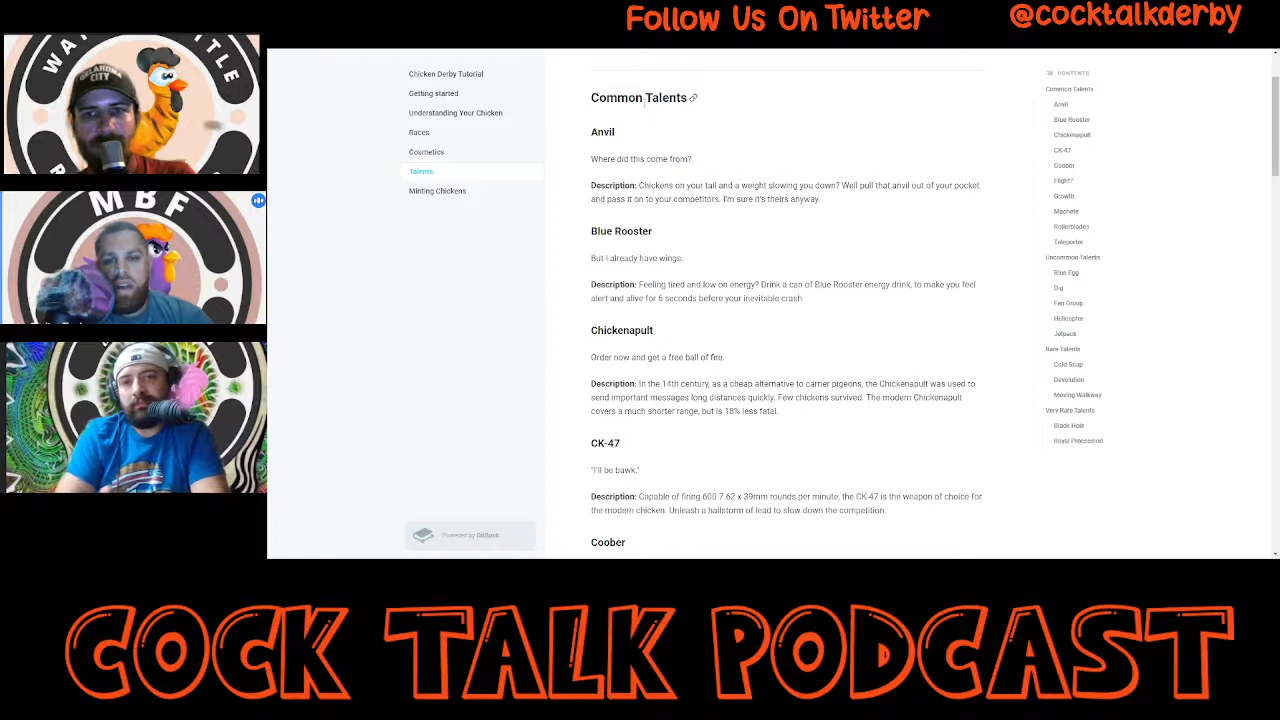 Follow Us On Twitter
@cocktalkderby
WA TTLE
OKLAHOMA
CITY
MBF
Chicken Derby Tutorial
Getting started
Understanding Your Chicken...
Races
Cosmetics
Talents
Minting Chickens
Powered by GitBook
Common Talents
Anvil
Where did this come from?
Description: Chickens on your tail and a weight slowing you down? Well pull that anvil out of your pocket
and pass it on to your competitors. I'm sure it's theirs anyway.
Blue Rooster
But I already have wings.
Description: Feeling tired and low on energy? Drink a can of Blue Rooster energy drink, to make you feel
alert and alive for 6 seconds before your inevitable crash
Chickenapult
Order now and get a free ball of fire.
Description: In the 14th century, as a cheap alternative to carrier pigeons, the Chickenapult was used to
send important messages long distances quickly. Few chickens survived. The modern Chickenapult
covers a much shorter range, but is 18% less fatal.
CK-47
"I'll be bawk."
Description: Capable of firing 600 7.62 x 39mm rounds per minute, the CK-47 is the weapon of choice for
the modern chicken. Unleash a hailstorm of lead to slow down the competition.
Coober
CONTENTS
Common Talents
Anvil
Blue Rooster
Chickenapult
CK-47
Coober
Flight?
Growth
Machete
Rollerblades
Teleporter
Uncommon Talents
Blue Egg
Dig
Fan Group
Helicopter
Jetpack
Rare Talents
Cold Snap
Devolution
Moving Walkway
Very Rare Talents
Black Hole
Royal Procession
COCK TALK PODCAST